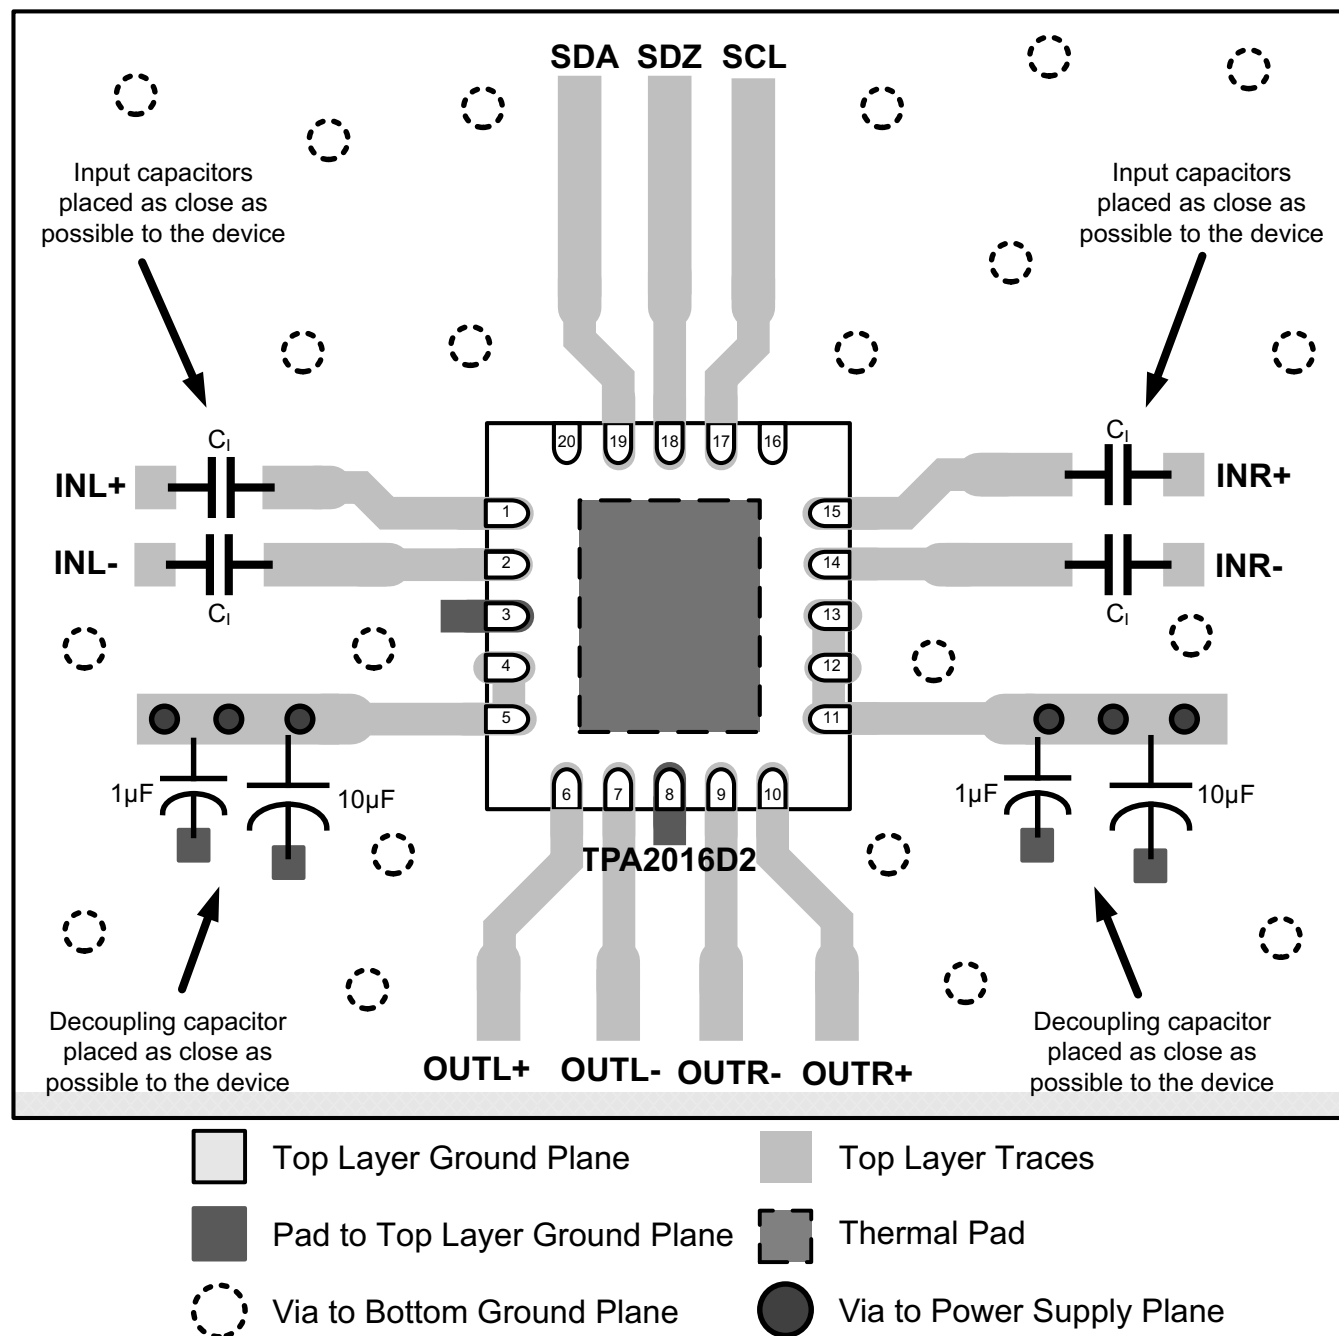 SDA SDZ SCL
Input capacitors
placed as close as
possible to the device
Input capacitors
placed as close as
possible to the device
CI
CI
20 19 18 17 16
INL+
INR+
1
15
INL-
INR-
2
14
CI
CI
3
13
4
12
5
11
1µF
10µF
1µF
10µF
6 7 8 9 10
TPA2016D2
Decoupling capacitor
placed as close as
possible to the device
Decoupling capacitor
placed as close as
possible to the device
OUTL+ OUTL- OUTR- OUTR+
Top Layer Ground Plane
Top Layer Traces
Pad to Top Layer Ground Plane
Thermal Pad
Via to Bottom Ground Plane
Via to Power Supply Plane